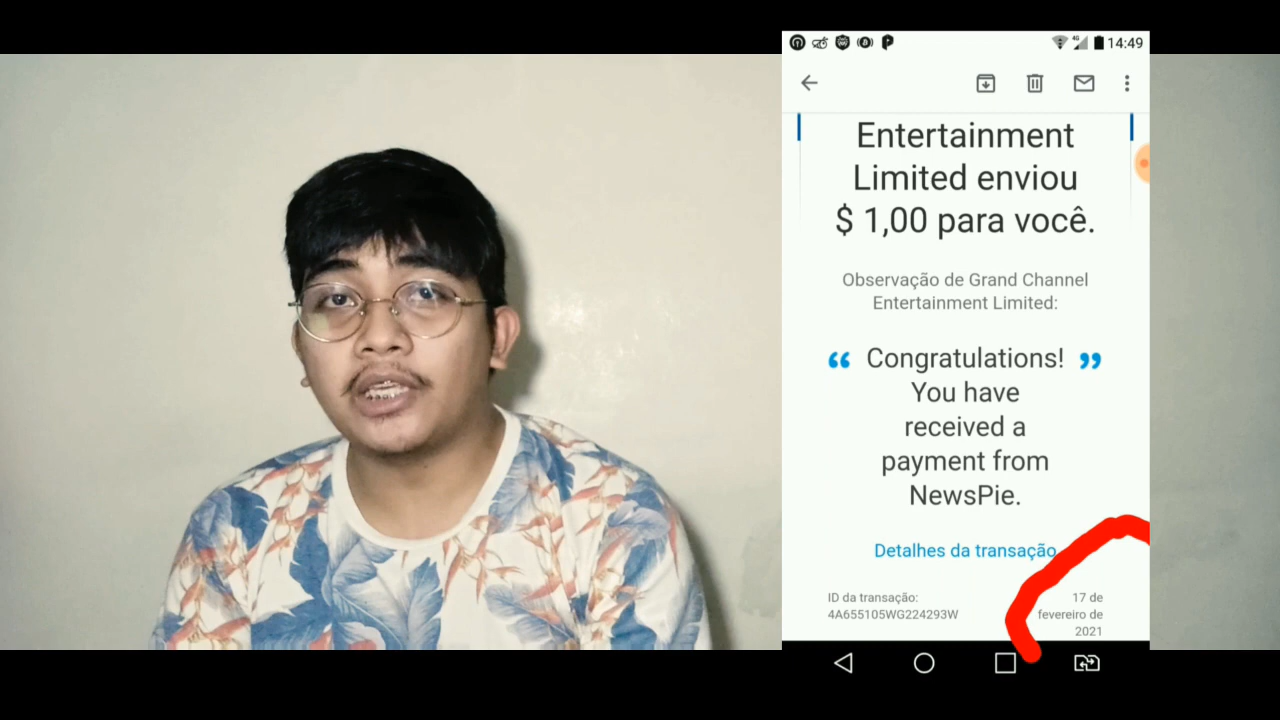 14:49
Entertainment
Limited enviou
$ 1,00 para você.
Observação de Grand Channel
Entertainment Limited:
“ Congratulations! ”
You have
received a
payment from
NewsPie.
Detalhes da transação
ID da transação:
4A655105WG224293W
17 de
fevereiro de
2021